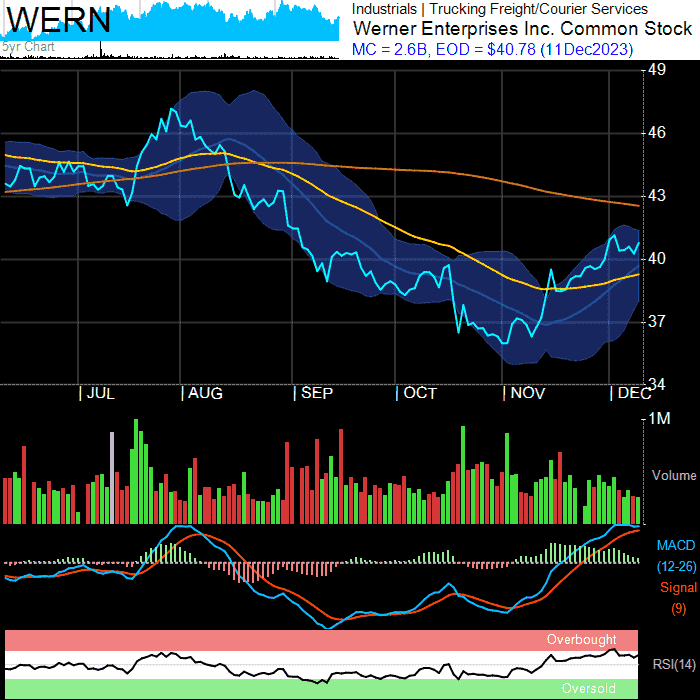 WERN
5yr Chart
Industrials | Trucking Freight/Courier Services
Werner Enterprises Inc. Common Stock
MC = 2.6B, EOD = $40.78 (11Dec2023)
49
46
43
40
37
34
| JUL | AUG | SEP | OCT | NOV | DEC
1M
Volume
MACD
(12-26)
Signal
(9)
Overbought
RSI(14)
Oversold